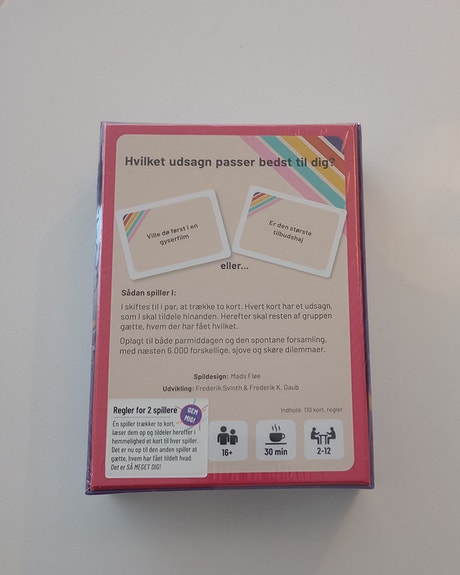 Hvilket udsagn passer bedst til dig?
Ville dø først i en
gyserfilm
Er den største
tilbudshøj
eller...
Sådan spiller I:
I skiftes til i par, at trække to kort. Hvert kort har et udsagn,
som I skal tildele hinanden. Herefter skal resten af gruppen
gætte, hvem der har fået hvilket.
Oplagt til både parmiddagen og den spontane forsamling,
med næsten 6.000 forskellige, sjove og skøre dilemmaer.
Spildesign: Mads Fløe
Udvikling: Frederik Svinth & Frederik K. Gaub
Regler for 2 spillere
GEM
MIG!
En spiller trækker to kort,
læser dem op og tildeler herefter i
hemmelighed et kort til hver spiller.
Det er nu op til den anden spiller at
gætte, hvem har fået tildelt hvad.
Det er SÅ MEGET DIG!
Indhold: 110 kort, regler
16+
30 min
2-12